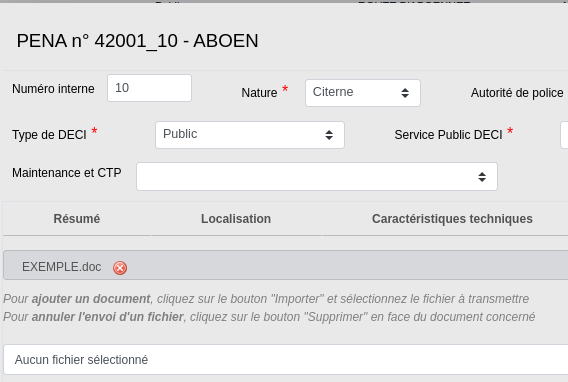 PENA n° 42001_10 - ABOEN
Numéro interne 10 Nature * Citerne Autorité de police
Type de DECI * Public Service Public DECI *
Maintenance et CTP
Résumé Localisation Caractéristiques techniques
EXEMPLE.doc
Pour ajouter un document, cliquez sur le bouton "Importer" et sélectionnez le fichier à transmettre
Pour annuler l'envoi d'un fichier, cliquez sur le bouton "Supprimer" en face du document concerné
Aucun fichier sélectionné